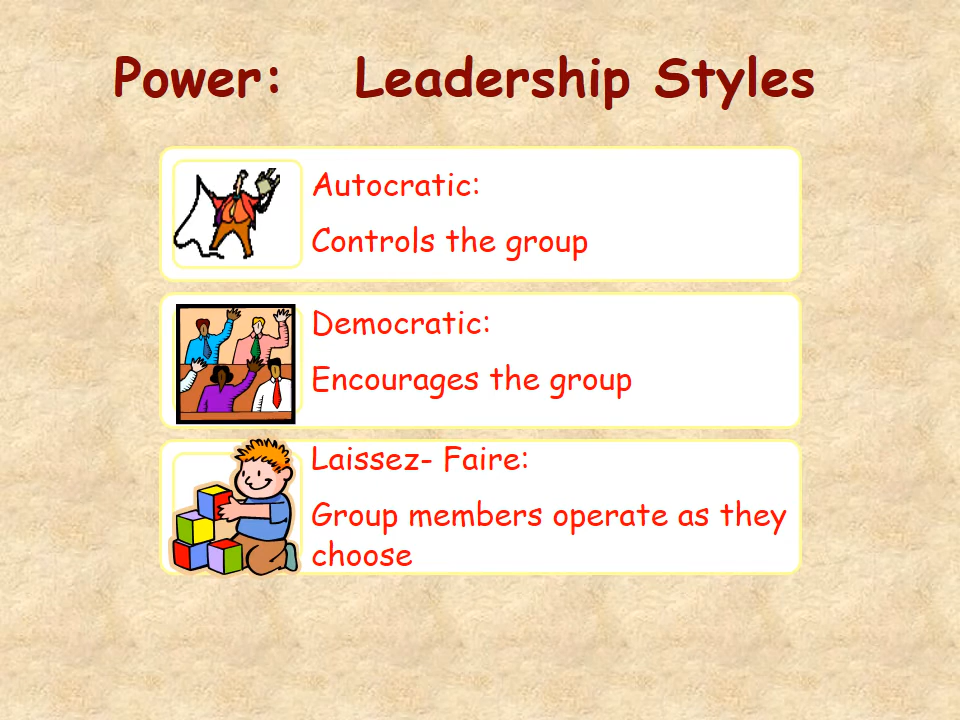 Power: Leadership Styles
Autocratic:
Controls the group
Democratic:
Encourages the group
Laissez- Faire:
Group members operate as they
choose